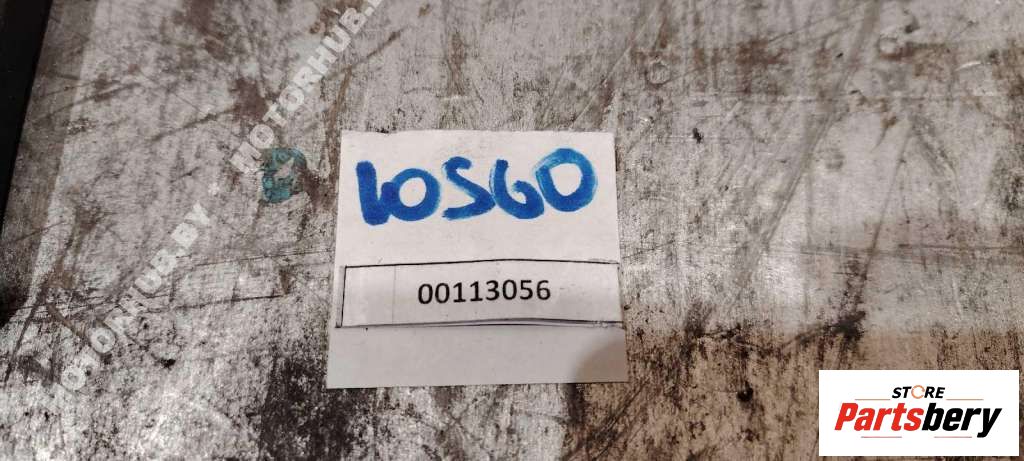 MOTORHUB.BY
MOTORHUB.BY
10560
00113056
STORE
Partsbery